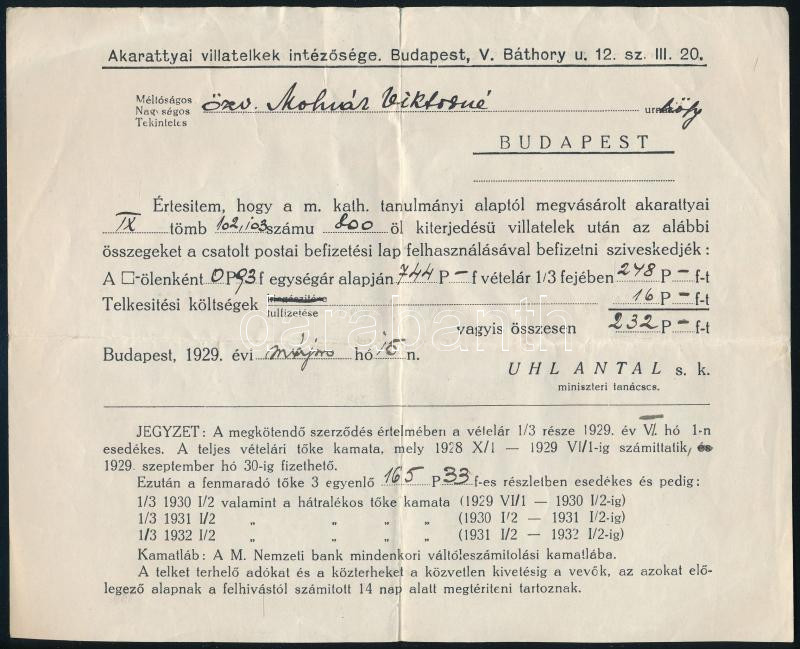 Akarattyai villatelkek intézősége. Budapest, V. Báthory u. 12. sz. III. 20.
Méltóságos
Nagyságos
Tekintetes
özv. Molnár Viktorné
BUDAPEST
Értesitem, hogy a m. kath. tanulmányi alaptól megvásárolt akarattyai
IX tömb 102, 103 számu 800 öl kiterjedésü villatelek után az alábbi
összegeket a csatolt postai befizetési lap felhasználásával befizetni sziveskedjék :
A □-ölenként 0 P 93 f egységár alapján 744 P – f vételár 1/3 fejében 248 P – f-t
Telkesitési költségek kiegészitése 16 P – f-t
tulfizetése
vagyis összesen 232 P – f-t
Budapest, 1929. évi május hó 15 n.
UHL ANTAL s. k.
miniszteri tanácsos.
JEGYZET : A megkötendő szerződés értelmében a vételár 1/3 része 1929. év VI. hó 1-n
esedékes. A teljes vételári tőke kamata, mely 1928 X/1 — 1929 VI/1-ig számittatik, és
1929. szeptember hó 30-ig fizethető.
Ezután a fenmaradó tőke 3 egyenlő 165 P 33 f-es részletben esedékes és pedig :
1/3 1930 I/2 valamint a hátralékos tőke kamata (1929 VI/1 — 1930 I/2-ig)
1/3 1931 I/2 „ „ „ „ (1930 I/2 — 1931 I/2-ig)
1/3 1932 I/2 „ „ „ „ (1931 I/2 — 1932 I/2-ig)
Kamatláb : A M. Nemzeti bank mindenkori váltóleszámitolási kamatlába.
A telket terhelő adókat és a közterheket a közvetlen kivetésig a vevők, az azokat elő-
legező alapnak a felhivástól számitott 14 nap alatt megtériteni tartoznak.
darabanth